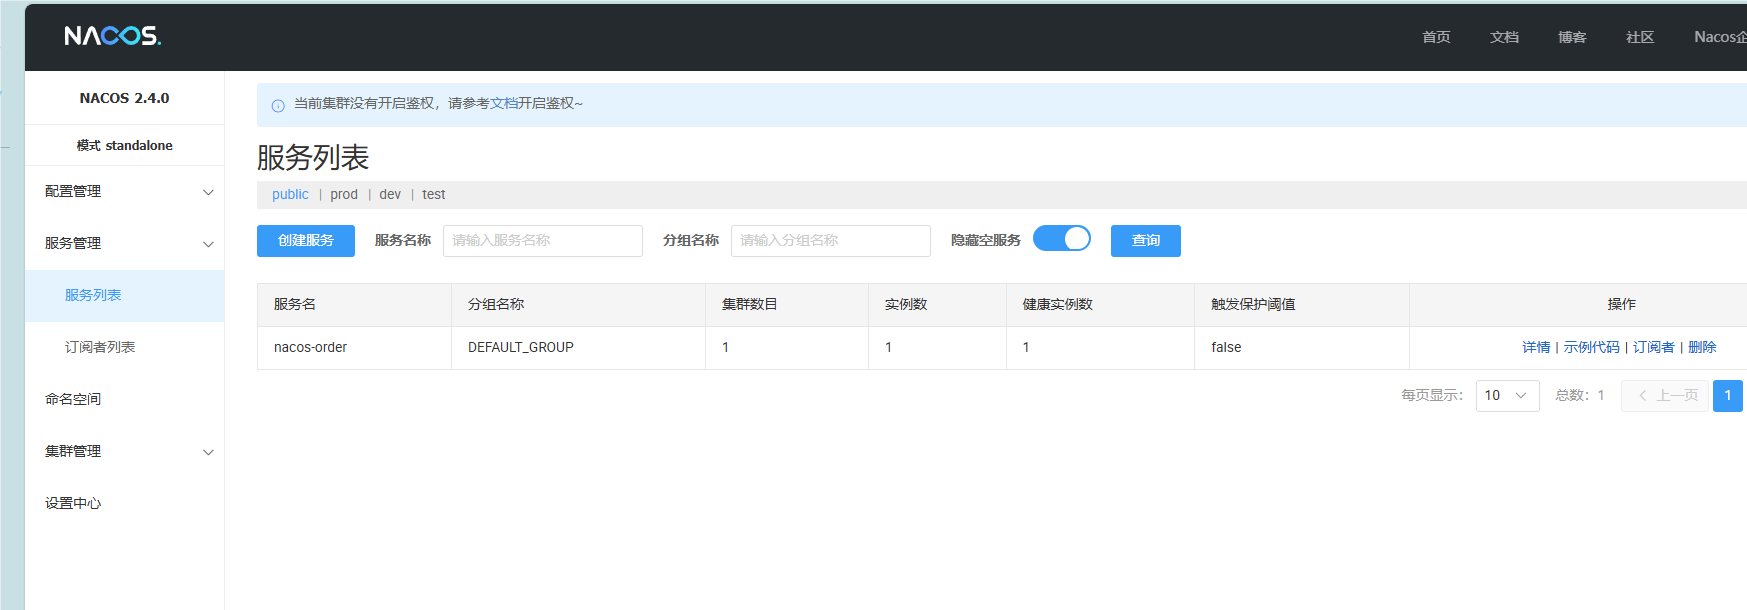 NACOS.
首页 文档 博客 社区 Nacos企
NACOS 2.4.0
模式 standalone
配置管理
服务管理
服务列表
订阅者列表
命名空间
集群管理
设置中心
当前集群没有开启鉴权，请参考文档开启鉴权~
服务列表
public | prod | dev | test
创建服务 服务名称 请输入服务名称 分组名称 请输入分组名称 隐藏空服务 查询
服务名 分组名称 集群数目 实例数 健康实例数 触发保护阈值 操作
nacos-order DEFAULT_GROUP 1 1 1 false 详情 | 示例代码 | 订阅者 | 删除
每页显示： 10 总数：1 上一页 1